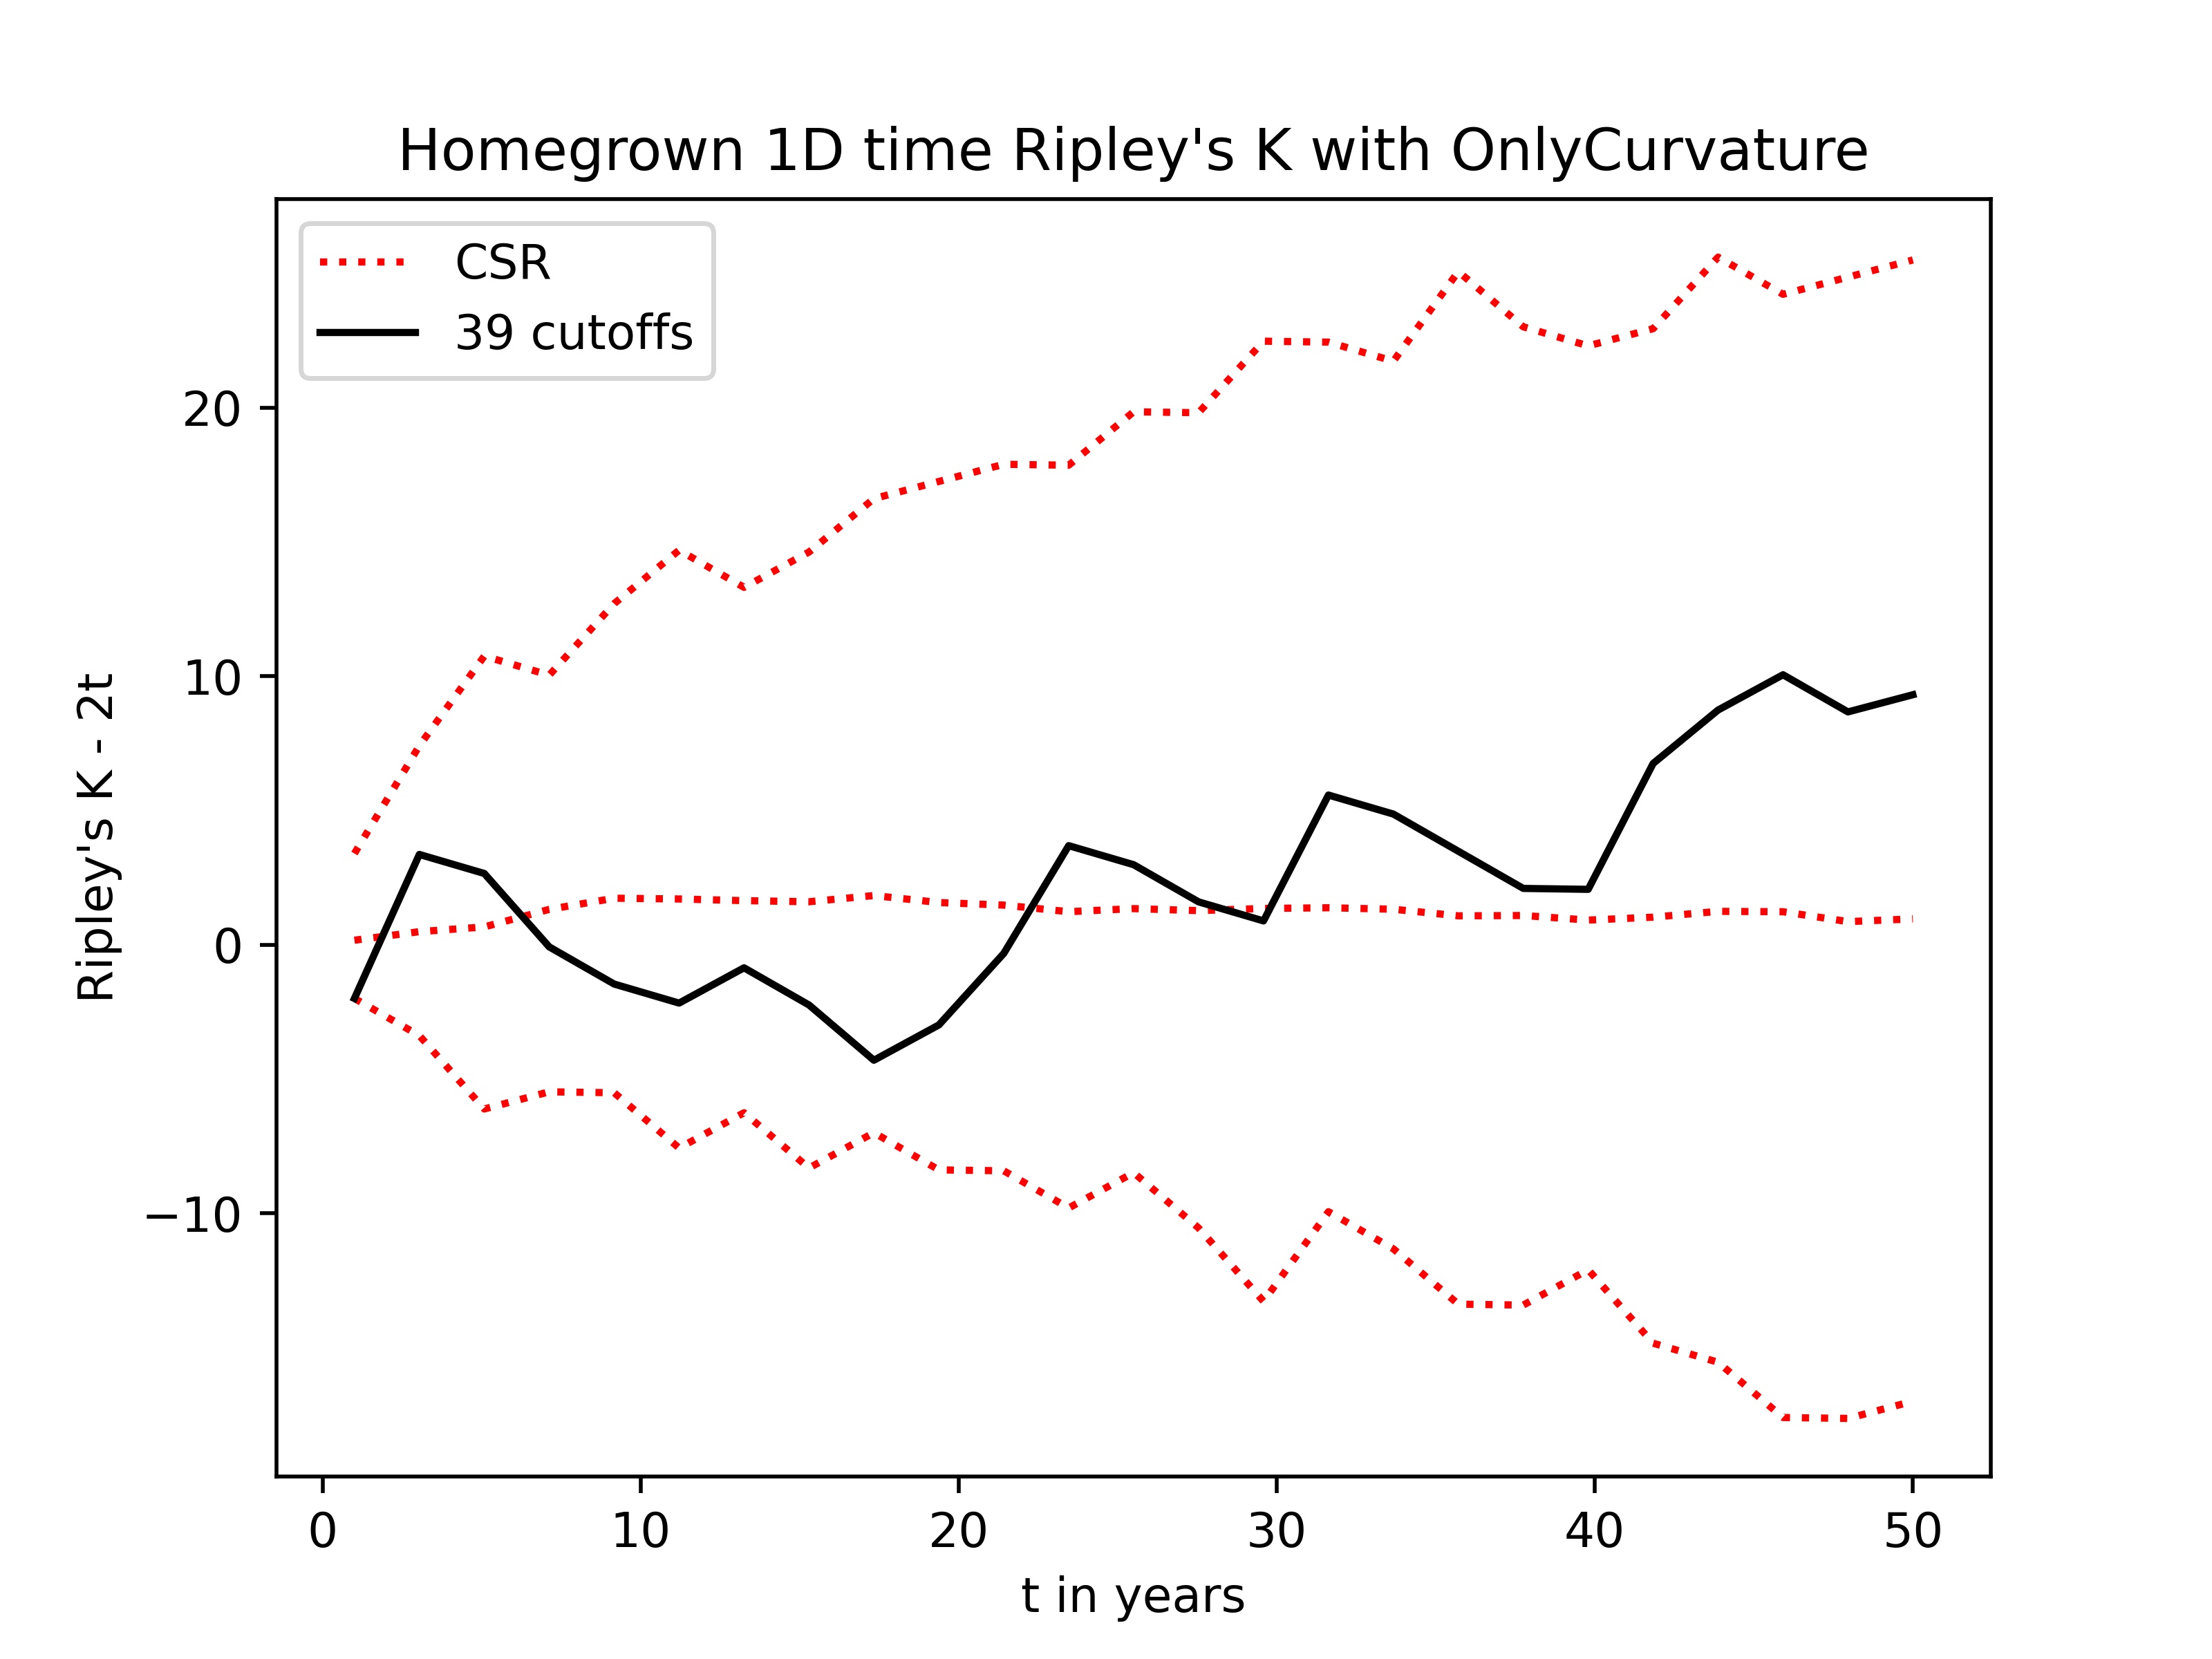 Homegrown 1D time Ripley's K with OnlyCurvature
CSR
39 cutoffs
Ripley's K - 2t
20
10
0
−10
0 10 20 30 40 50
t in years